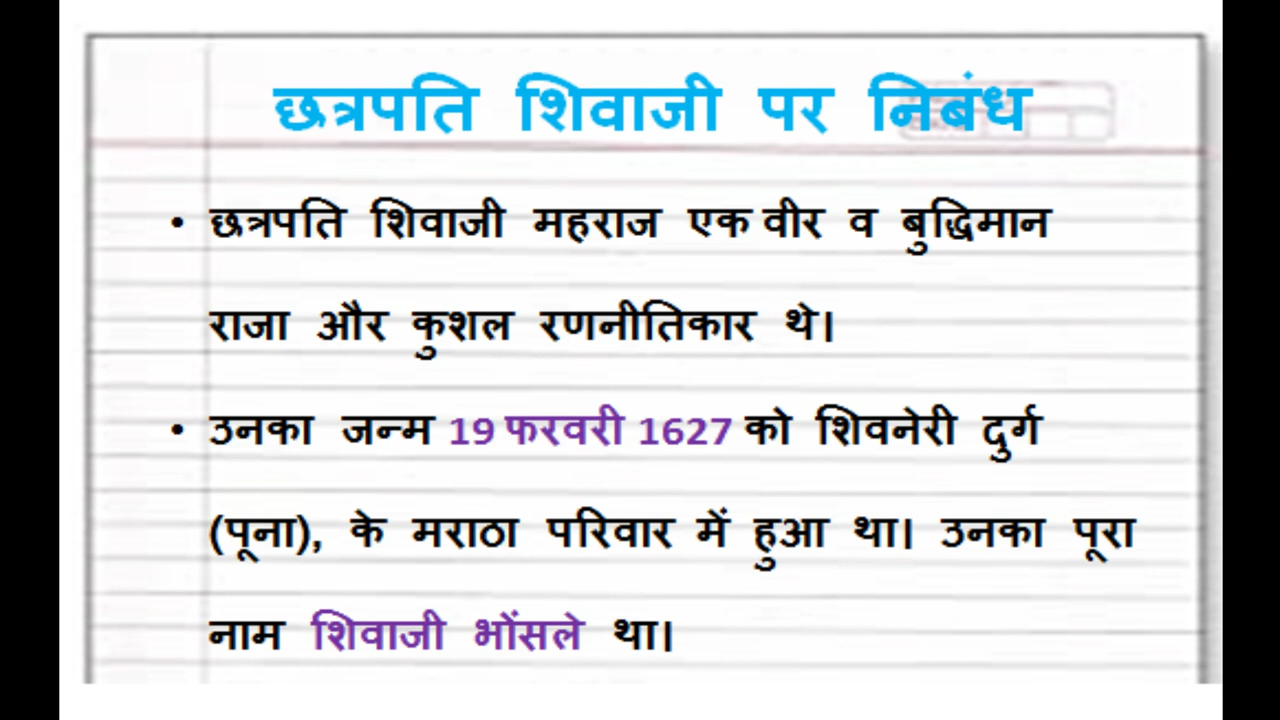 छत्रपति शिवाजी पर निबंध
• छत्रपति शिवाजी महराज एक वीर व बुद्धिमान
राजा और कुशल रणनीतिकार थे।
• उनका जन्म 19 फरवरी 1627 को शिवनेरी दुर्ग
(पूना), के मराठा परिवार में हुआ था। उनका पूरा
नाम शिवाजी भोंसले था।